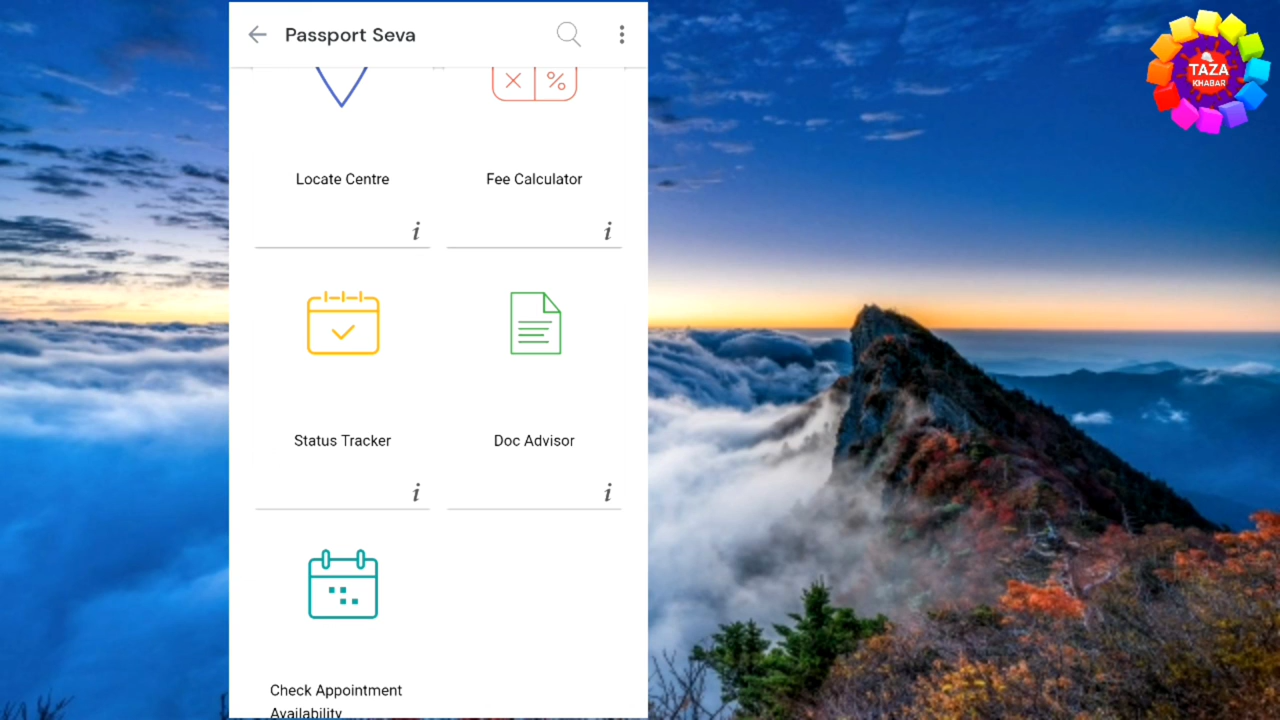 Passport Seva
TAZA
KHABAR
Locate Centre
Fee Calculator
i
i
Status Tracker
Doc Advisor
i
i
Check Appointment
Availability